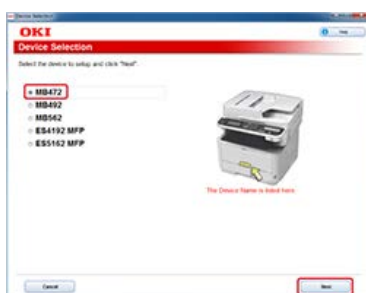 Device Selection
OKI
Device Selection
Select the device to setup and click "Next".
MB472
MB492
MB562
ES4192 MFP
ES5162 MFP
The Device Name is listed here.
Cancel
Next